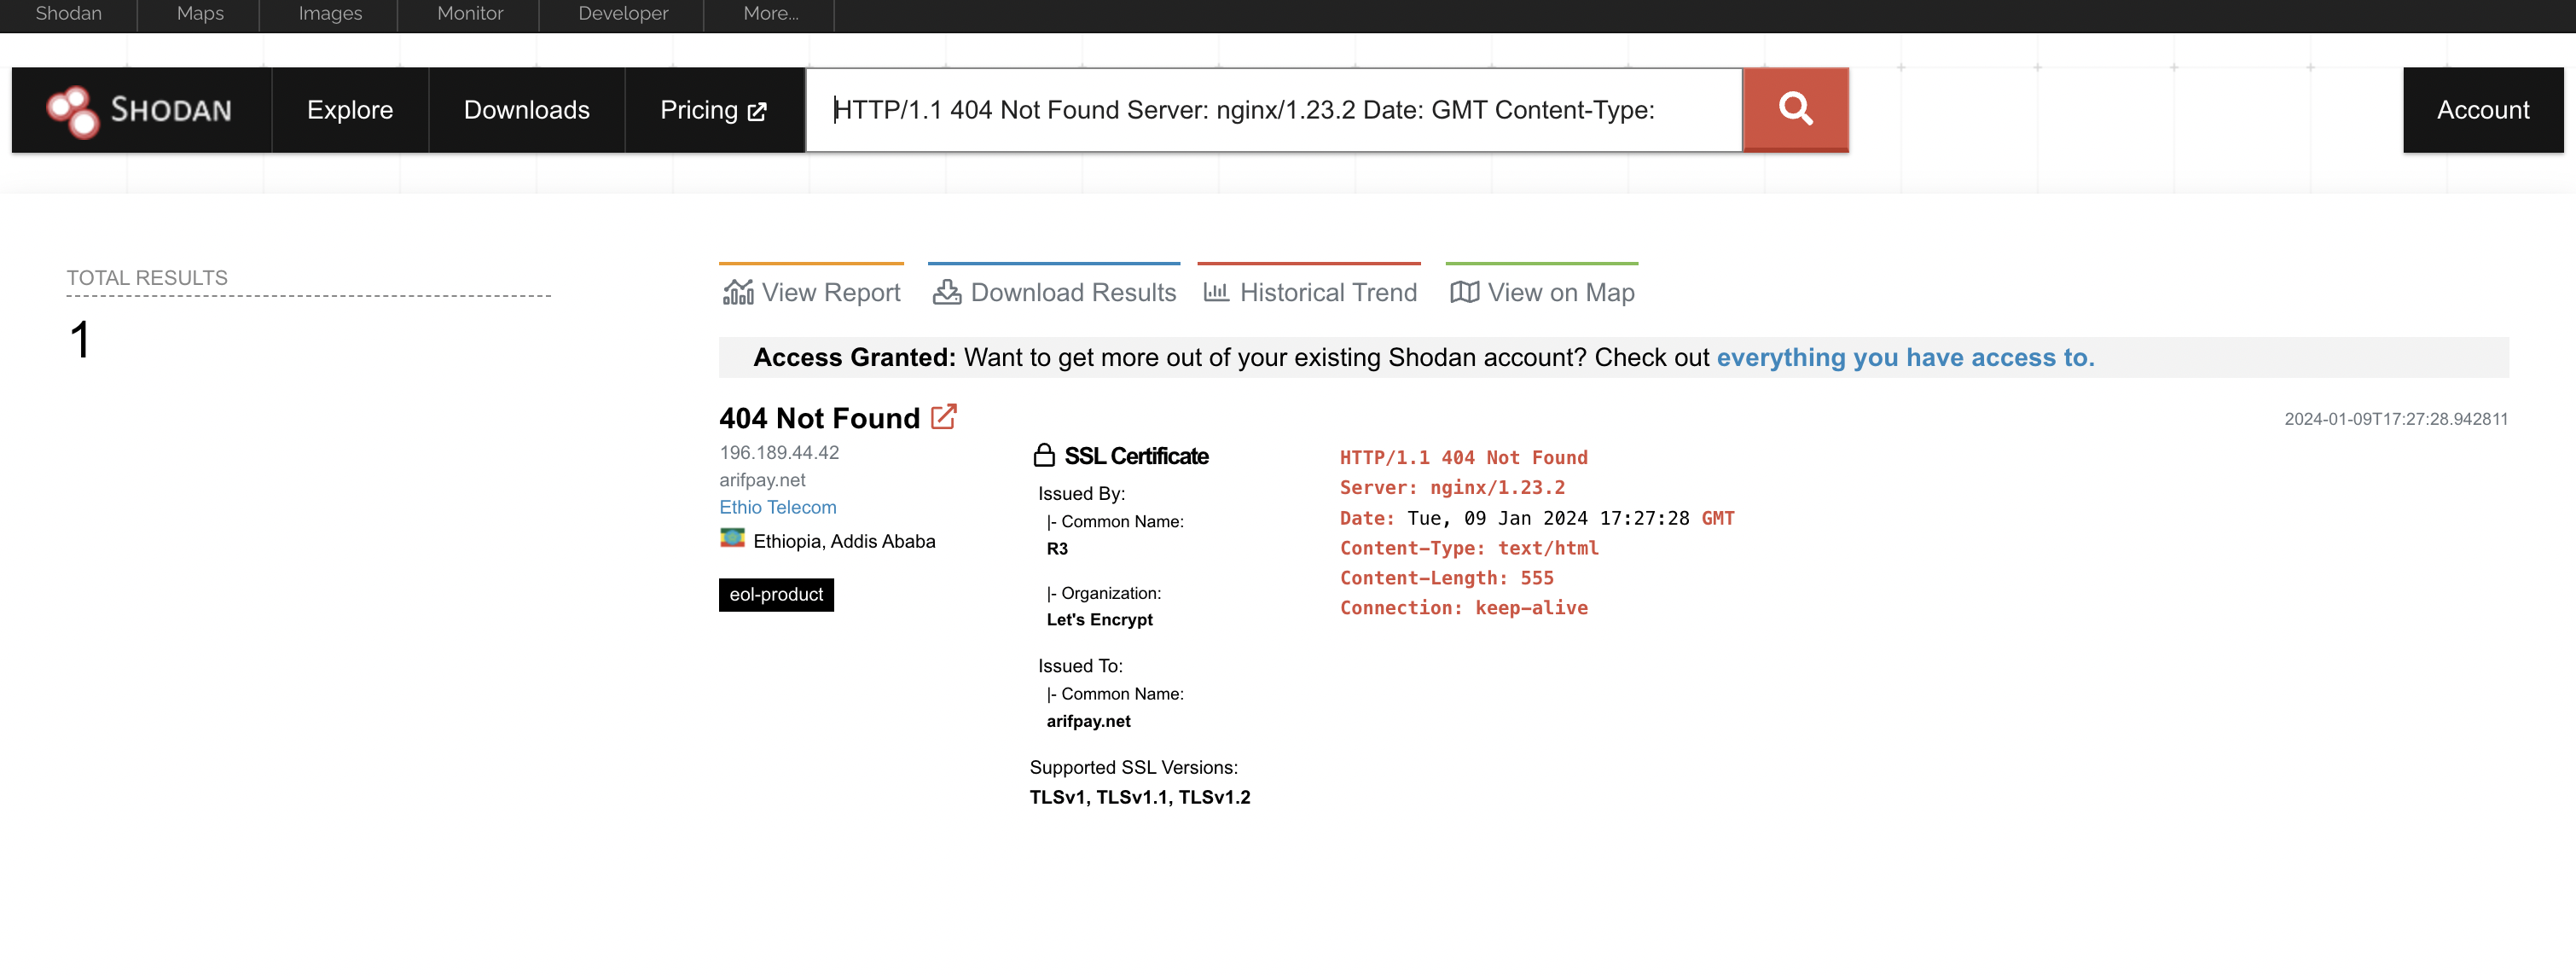 Shodan Maps Images Monitor Developer More...
SHODAN Explore Downloads Pricing HTTP/1.1 404 Not Found Server: nginx/1.23.2 Date: GMT Content-Type: Account
TOTAL RESULTS
1
View Report Download Results Historical Trend View on Map
Access Granted: Want to get more out of your existing Shodan account? Check out everything you have access to.
404 Not Found
2024-01-09T17:27:28.942811
196.189.44.42
arifpay.net
Ethio Telecom
Ethiopia, Addis Ababa
eol-product
SSL Certificate
Issued By:
|- Common Name:
R3
|- Organization:
Let's Encrypt
Issued To:
|- Common Name:
arifpay.net
Supported SSL Versions:
TLSv1, TLSv1.1, TLSv1.2
HTTP/1.1 404 Not Found
Server: nginx/1.23.2
Date: Tue, 09 Jan 2024 17:27:28 GMT
Content-Type: text/html
Content-Length: 555
Connection: keep-alive